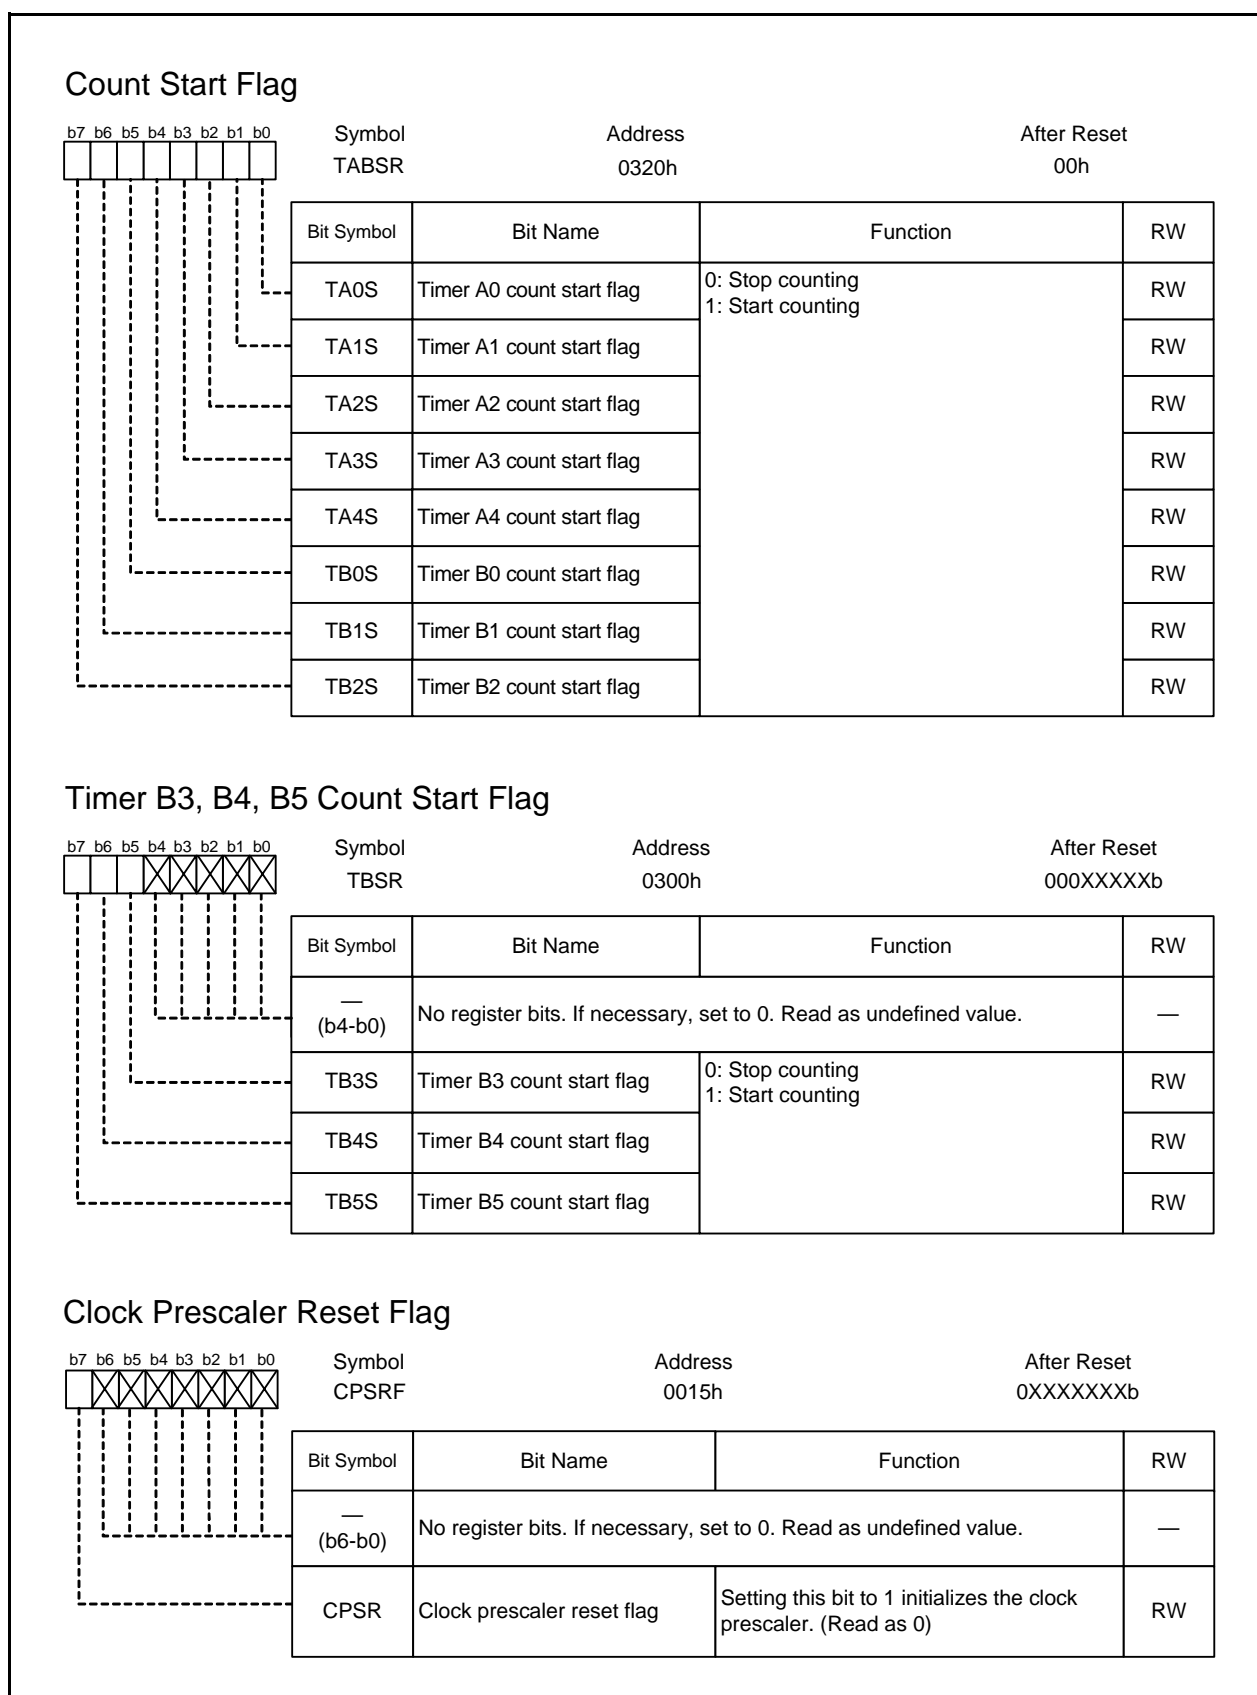 Count Start Flag
b7 b6 b5 b4 b3 b2 b1 b0
Symbol Address After Reset
TABSR 0320h 00h
Bit Symbol Bit Name Function RW
TA0S Timer A0 count start flag 0: Stop counting RW
1: Start counting
TA1S Timer A1 count start flag RW
TA2S Timer A2 count start flag RW
TA3S Timer A3 count start flag RW
TA4S Timer A4 count start flag RW
TB0S Timer B0 count start flag RW
TB1S Timer B1 count start flag RW
TB2S Timer B2 count start flag RW
Timer B3, B4, B5 Count Start Flag
b7 b6 b5 b4 b3 b2 b1 b0
Symbol Address After Reset
TBSR 0300h 000XXXXXb
Bit Symbol Bit Name Function RW
—
(b4-b0) No register bits. If necessary, set to 0. Read as undefined value. —
TB3S Timer B3 count start flag 0: Stop counting RW
1: Start counting
TB4S Timer B4 count start flag RW
TB5S Timer B5 count start flag RW
Clock Prescaler Reset Flag
b7 b6 b5 b4 b3 b2 b1 b0
Symbol Address After Reset
CPSRF 0015h 0XXXXXXXb
Bit Symbol Bit Name Function RW
—
(b6-b0) No register bits. If necessary, set to 0. Read as undefined value. —
CPSR Clock prescaler reset flag Setting this bit to 1 initializes the clock RW
prescaler. (Read as 0)